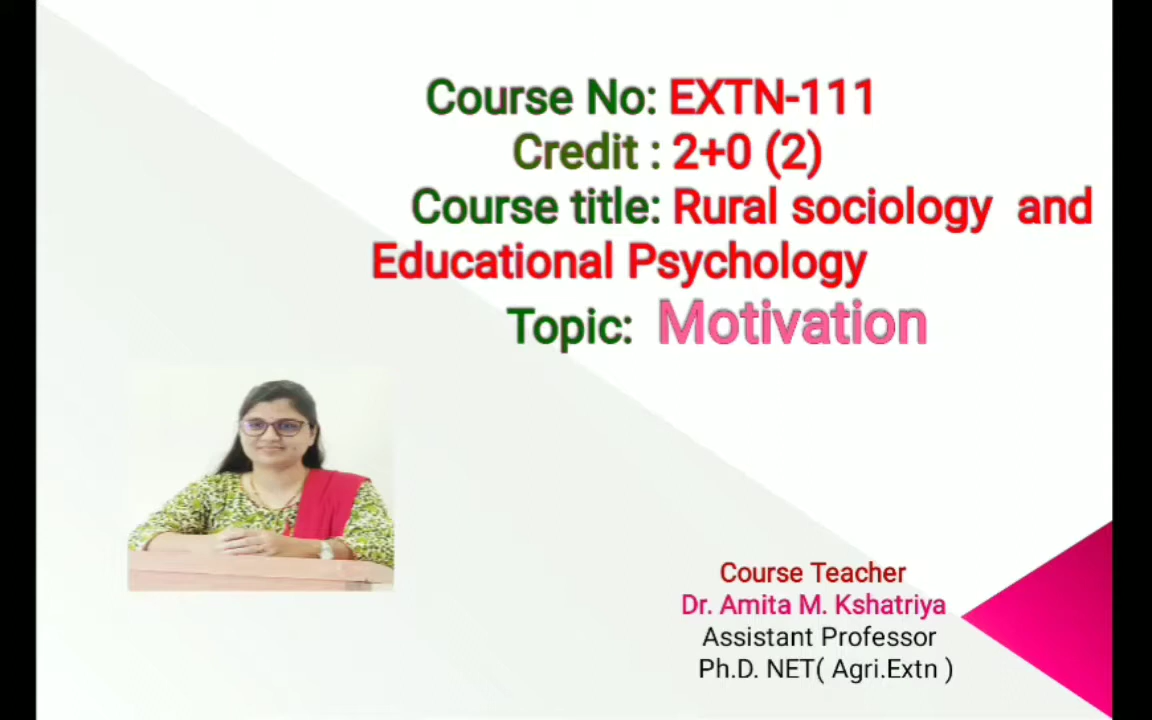 Course No: EXTN-111
Credit : 2+0 (2)
Course title: Rural sociology and
Educational Psychology
Topic: Motivation
Course Teacher
Dr. Amita M. Kshatriya
Assistant Professor
Ph.D. NET( Agri.Extn )